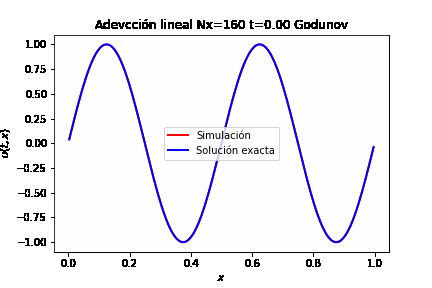 Adevcción lineal Nx=160 t=0.00 Godunov
1.00
0.75
0.50
0.25
0.00
−0.25
−0.50
−0.75
−1.00
u(t,x)
Simulación
Solución exacta
0.0 0.2 0.4 0.6 0.8 1.0
x